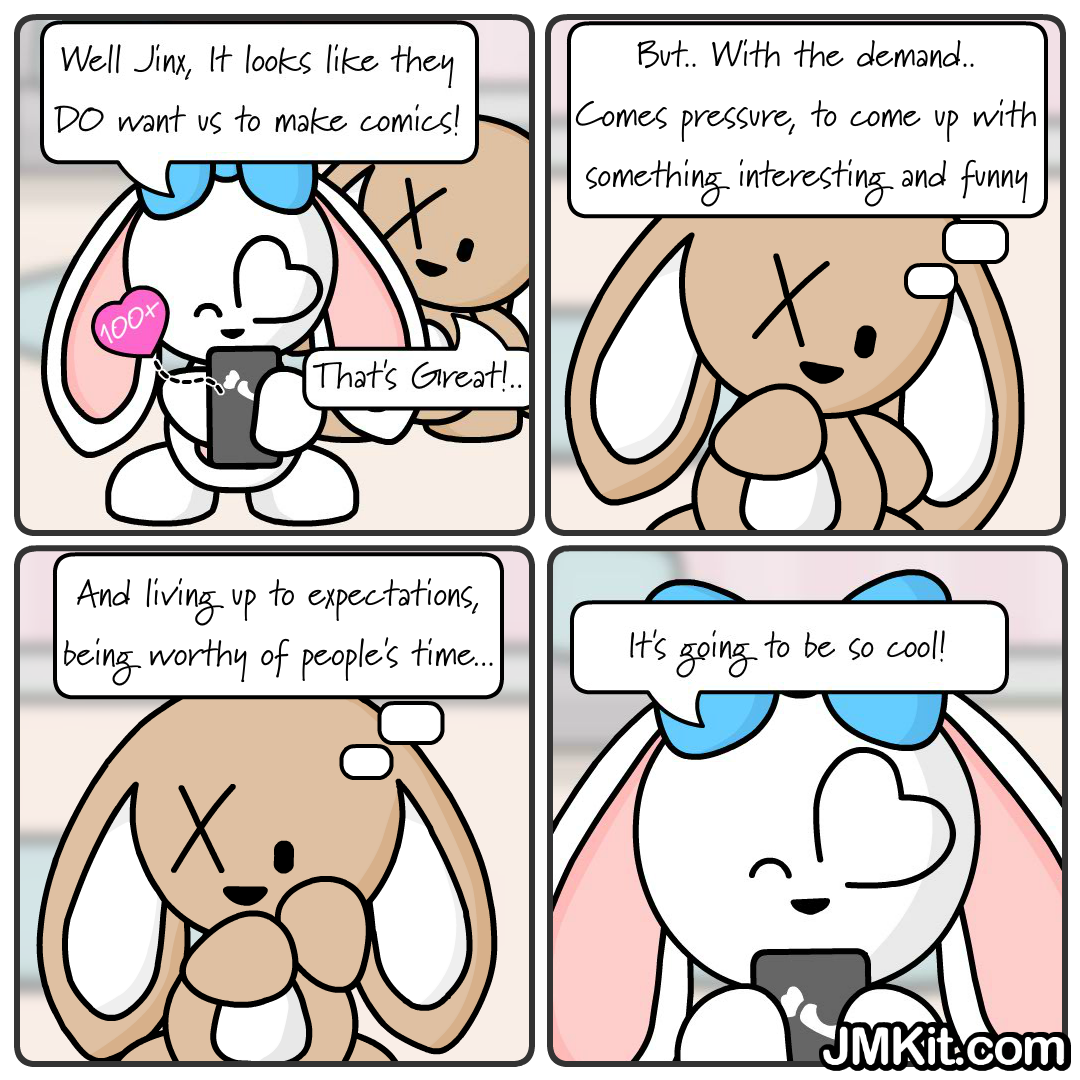 Well Jinx, It looks like they
DO want us to make comics!
100+
That's Great!..
But.. With the demand..
Comes pressure, to come up with
something interesting and funny
And living up to expectations,
being worthy of people's time...
It's going to be so cool!
JMKit.com